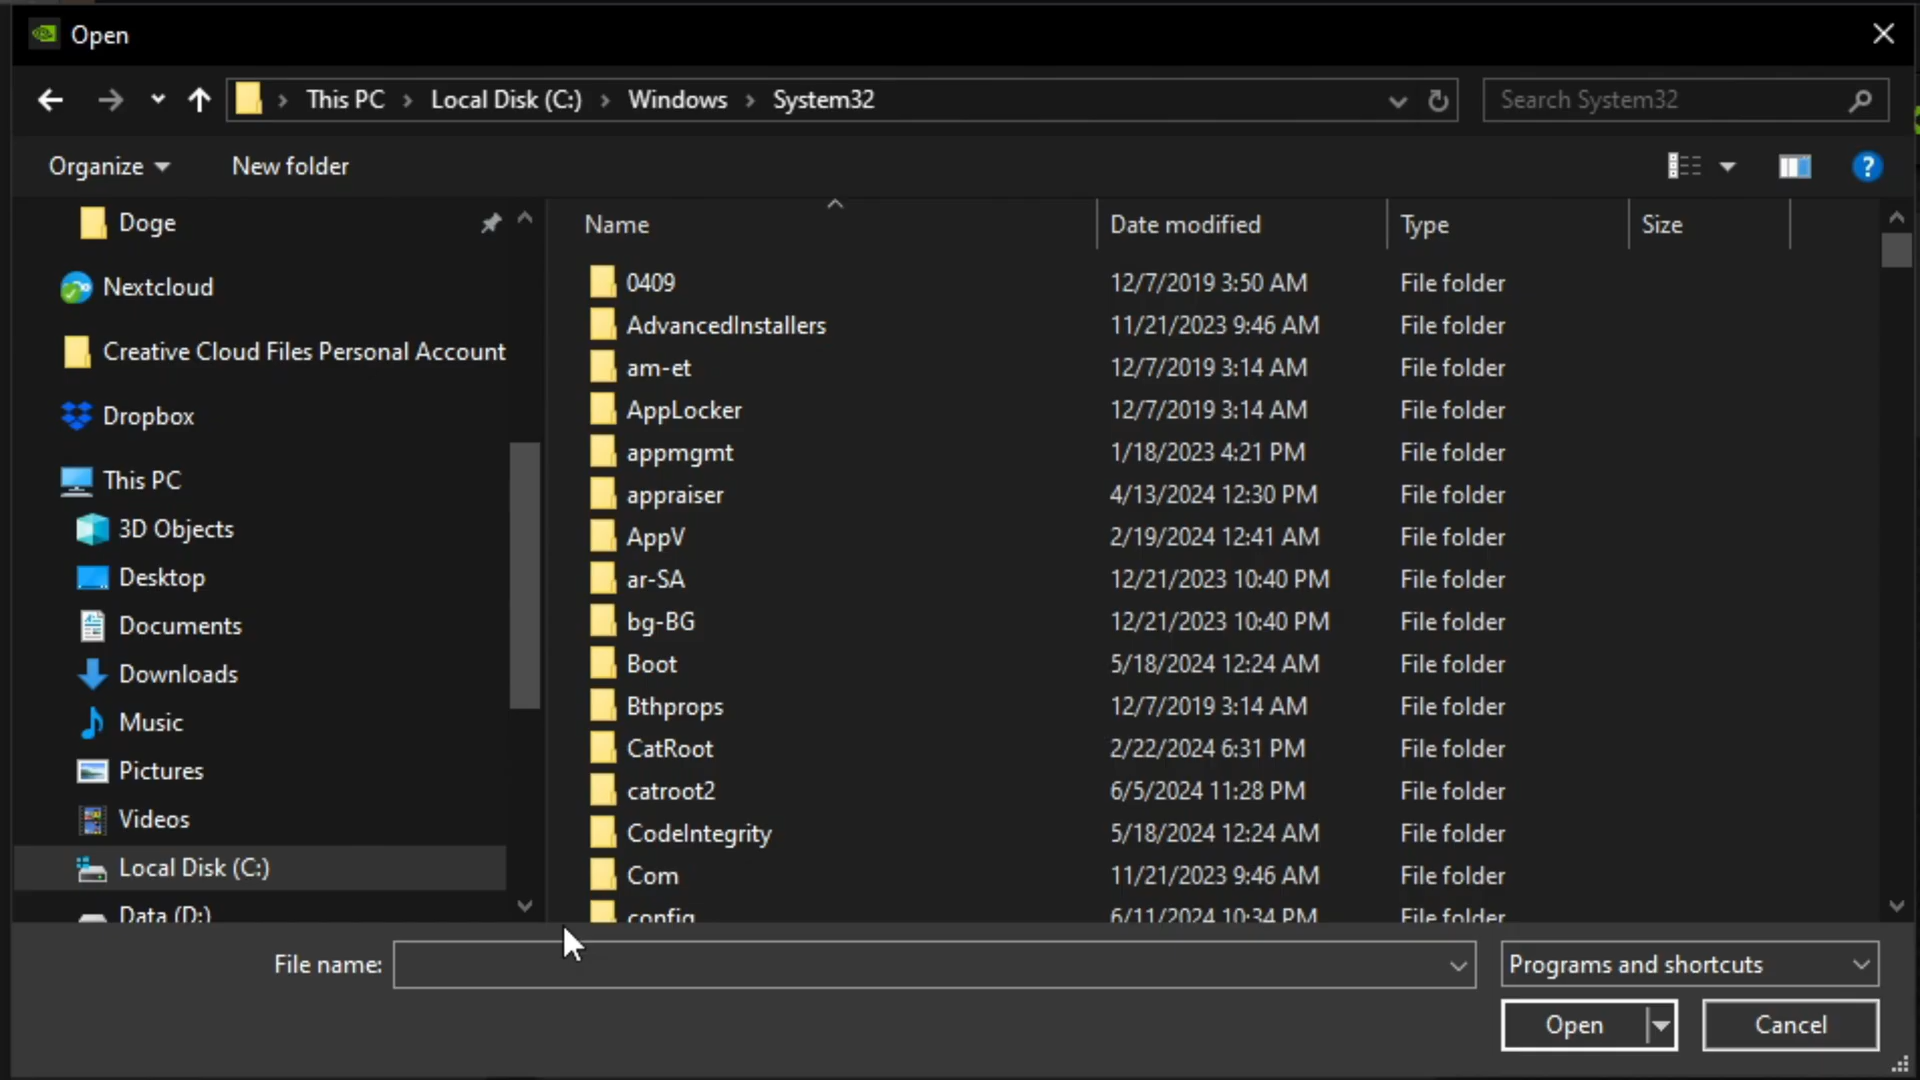 Open
This PC > Local Disk (C:) > Windows > System32
Search System32
Organize
New folder
Name
Date modified
Type
Size
Doge
Nextcloud
Creative Cloud Files Personal Account
Dropbox
This PC
3D Objects
Desktop
Documents
Downloads
Music
Pictures
Videos
Local Disk (C:)
Data (D:)
0409 12/7/2019 3:50 AM File folder
AdvancedInstallers 11/21/2023 9:46 AM File folder
am-et 12/7/2019 3:14 AM File folder
AppLocker 12/7/2019 3:14 AM File folder
appmgmt 1/18/2023 4:21 PM File folder
appraiser 4/13/2024 12:30 PM File folder
AppV 2/19/2024 12:41 AM File folder
ar-SA 12/21/2023 10:40 PM File folder
bg-BG 12/21/2023 10:40 PM File folder
Boot 5/18/2024 12:24 AM File folder
Bthprops 12/7/2019 3:14 AM File folder
CatRoot 2/22/2024 6:31 PM File folder
catroot2 6/5/2024 11:28 PM File folder
CodeIntegrity 5/18/2024 12:24 AM File folder
Com 11/21/2023 9:46 AM File folder
config 6/11/2024 10:34 PM File folder
File name:
Programs and shortcuts
Open
Cancel